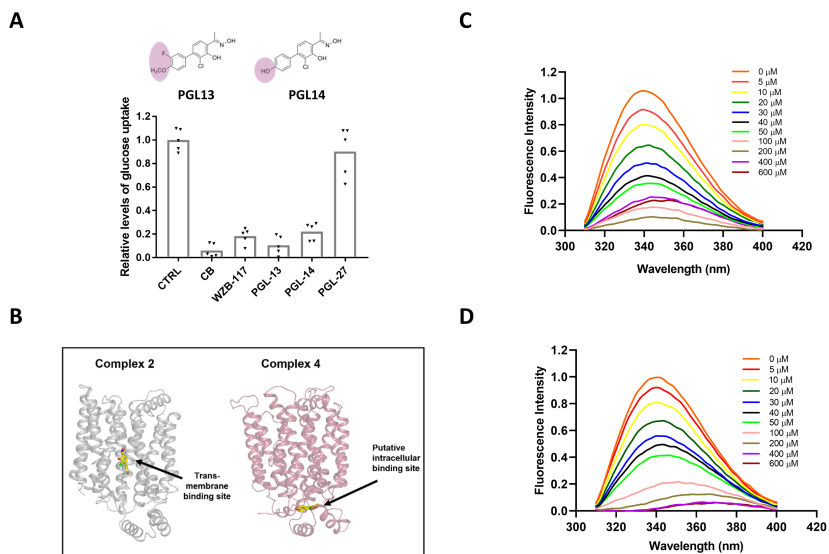 A
F
H₃CO
Cl
OH
N
OH
PGL13
HO
Cl
OH
N
OH
PGL14
Relative levels of glucose uptake
1.2
1.0
0.8
0.6
0.4
0.2
0.0
CTRL
CB
WZB-117
PGL-13
PGL-14
PGL-27
B
Complex 2
Trans-
membrane
binding site
Complex 4
Putative
intracellular
binding site
C
Fluorescence Intensity
1.2
1.0
0.8
0.6
0.4
0.2
0.0
300 320 340 360 380 400 420
Wavelength (nm)
0 µM
5 µM
10 µM
20 µM
30 µM
40 µM
50 µM
100 µM
200 µM
400 µM
600 µM
D
Fluorescence Intensity
1.2
1.0
0.8
0.6
0.4
0.2
0.0
300 320 340 360 380 400 420
Wavelength (nm)
0 µM
5 µM
10 µM
20 µM
30 µM
40 µM
50 µM
100 µM
200 µM
400 µM
600 µM